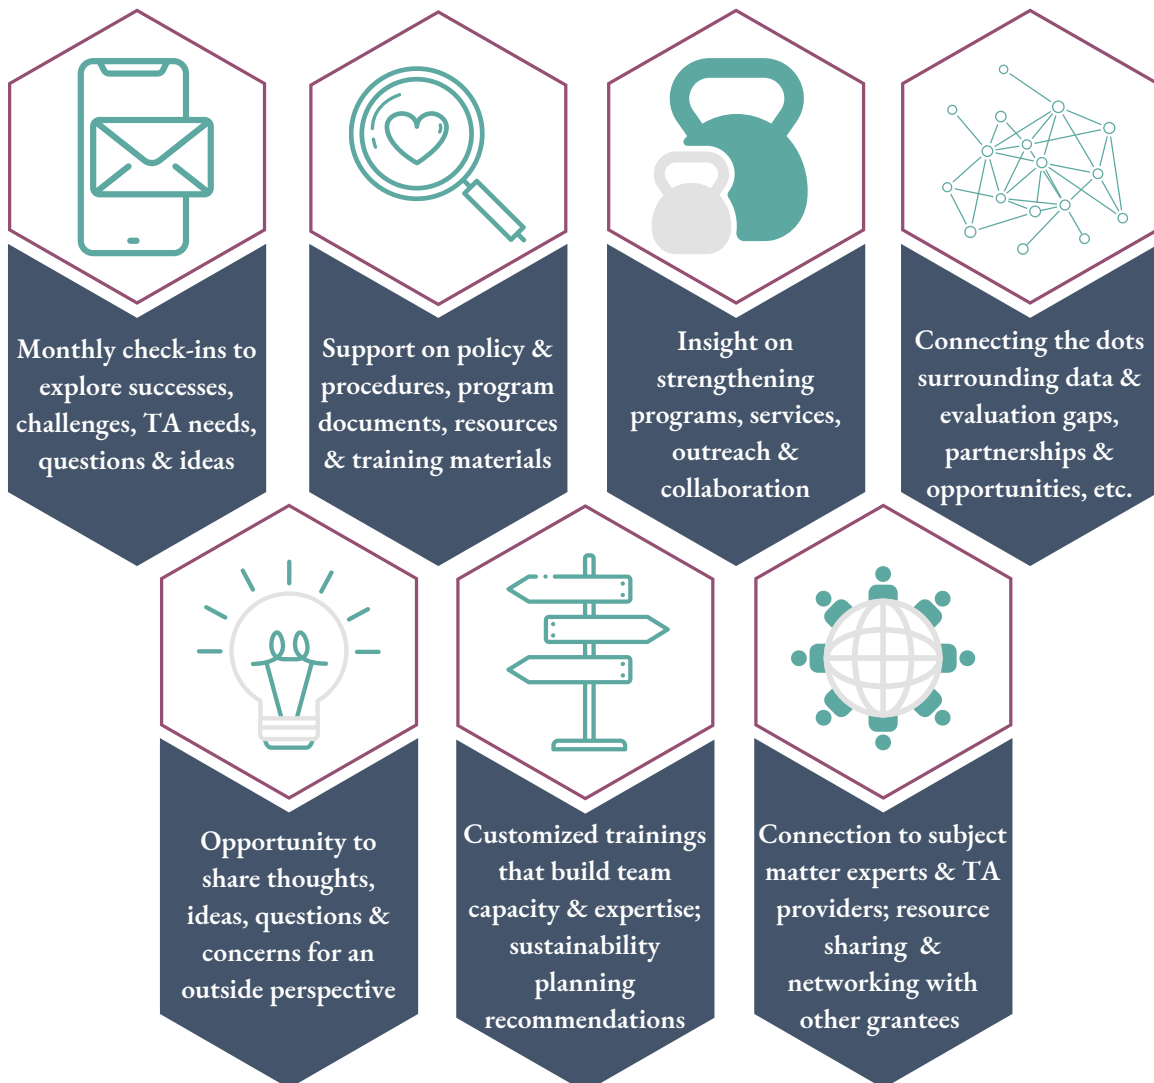 Monthly check-ins to
explore successes,
challenges, TA needs,
questions & ideas
Support on policy &
procedures, program
documents, resources
& training materials
Insight on
strengthening
programs, services,
outreach &
collaboration
Connecting the dots
surrounding data &
evaluation gaps,
partnerships &
opportunities, etc.
Opportunity to
share thoughts,
ideas, questions &
concerns for an
outside perspective
Customized trainings
that build team
capacity & expertise;
sustainability
planning
recommendations
Connection to subject
matter experts & TA
providers; resource
sharing &
networking with
other grantees